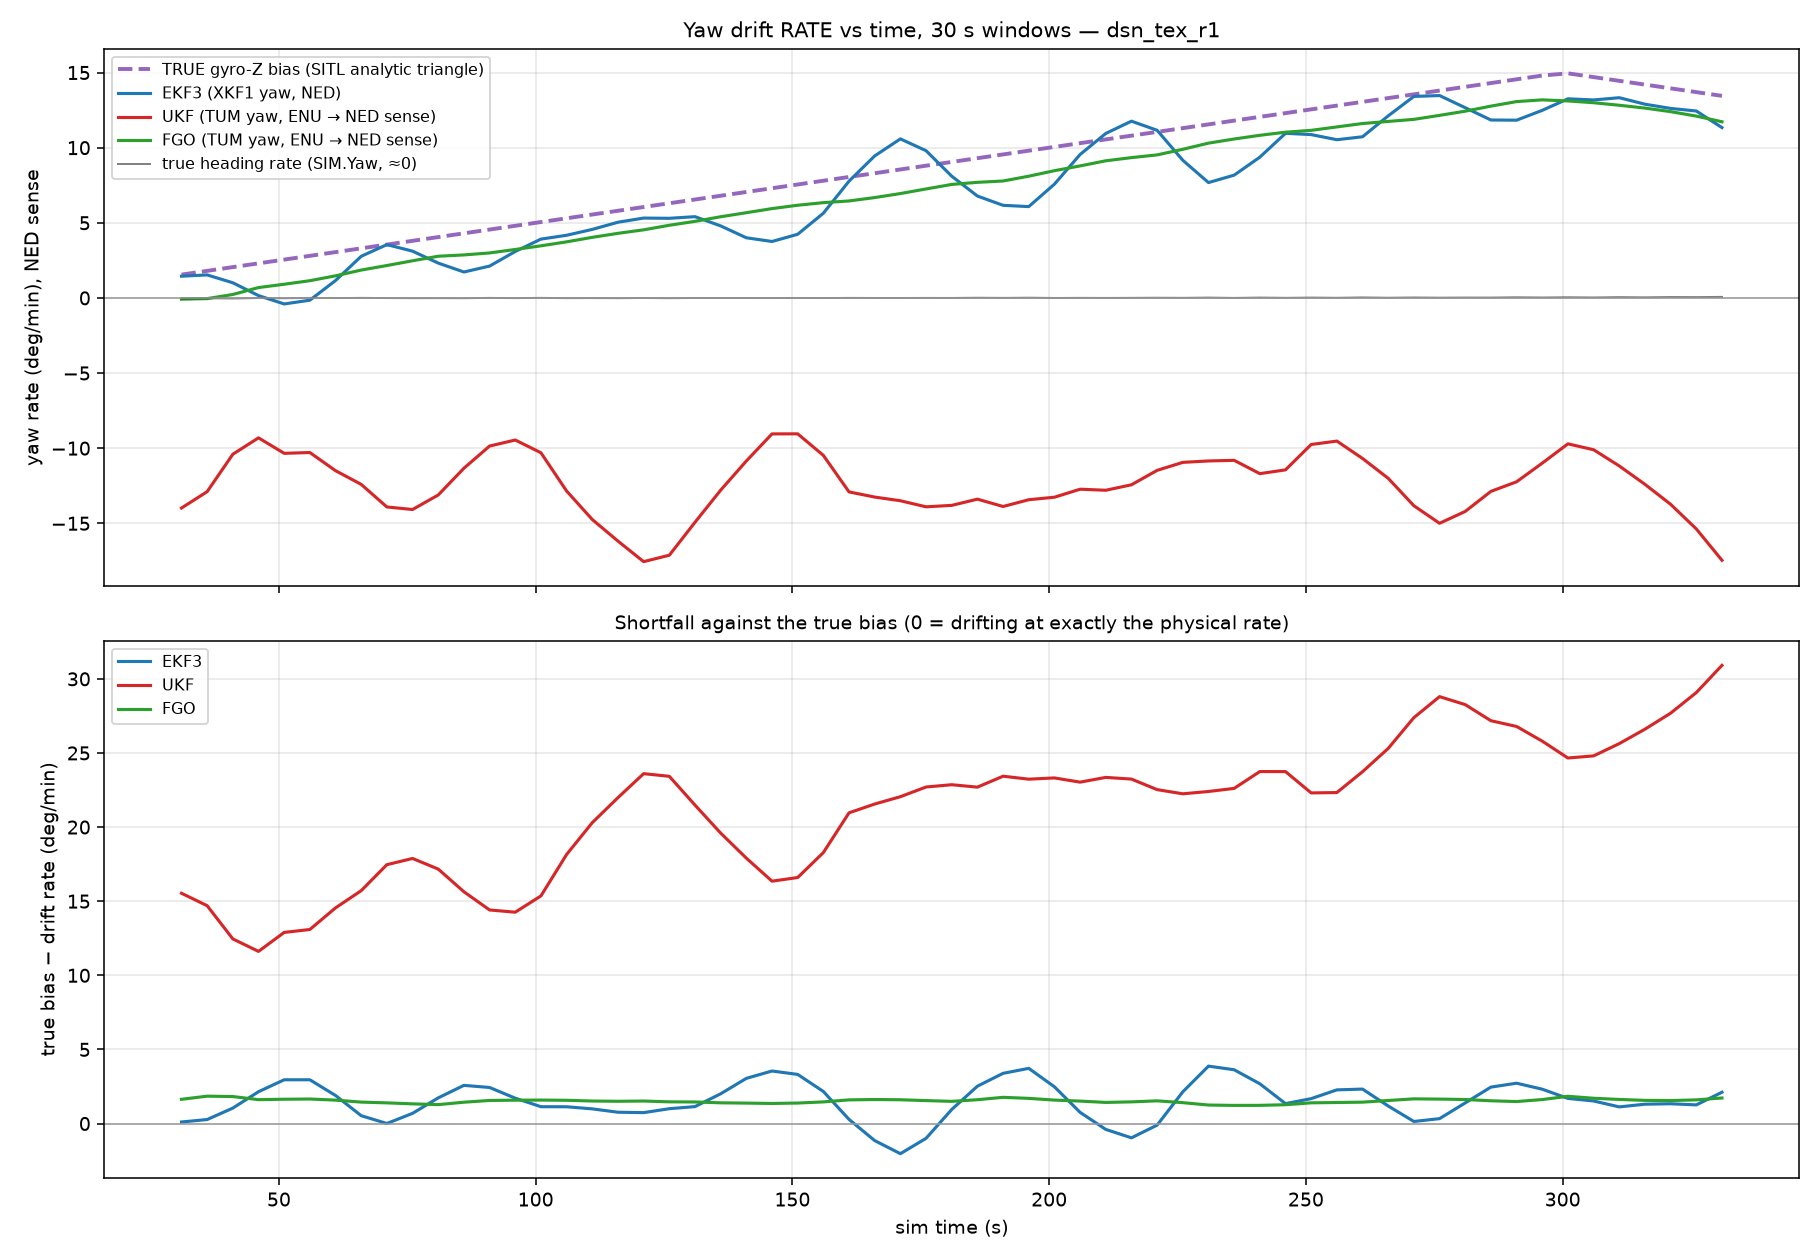 Yaw drift RATE vs time, 30 s windows — dsn_tex_r1
yaw rate (deg/min), NED sense
15
10
5
0
−5
−10
−15
TRUE gyro-Z bias (SITL analytic triangle)
EKF3 (XKF1 yaw, NED)
UKF (TUM yaw, ENU → NED sense)
FGO (TUM yaw, ENU → NED sense)
true heading rate (SIM.Yaw, ≈0)
Shortfall against the true bias (0 = drifting at exactly the physical rate)
true bias − drift rate (deg/min)
30
25
20
15
10
5
0
EKF3
UKF
FGO
50
100
150
200
250
300
sim time (s)